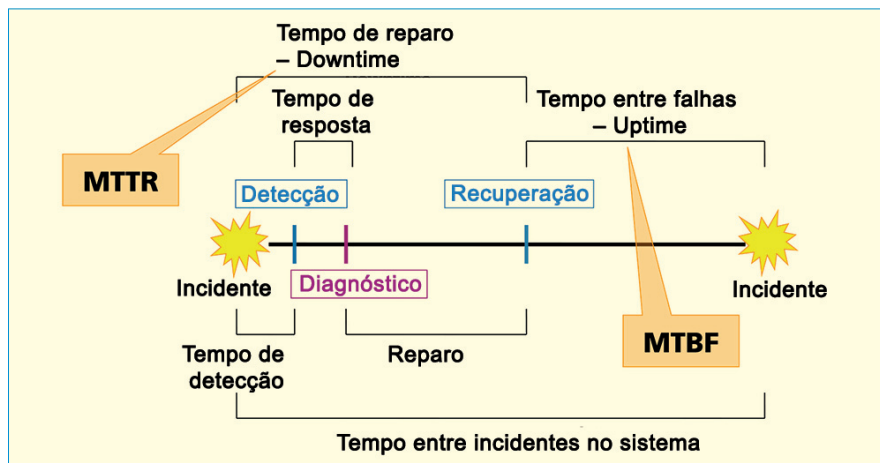 Tempo de reparo
– Downtime
Tempo de
resposta
Tempo entre falhas
– Uptime
MTTR
Detecção
Recuperação
Incidente
Diagnóstico
Incidente
MTBF
Tempo de
detecção
Reparo
Tempo entre incidentes no sistema